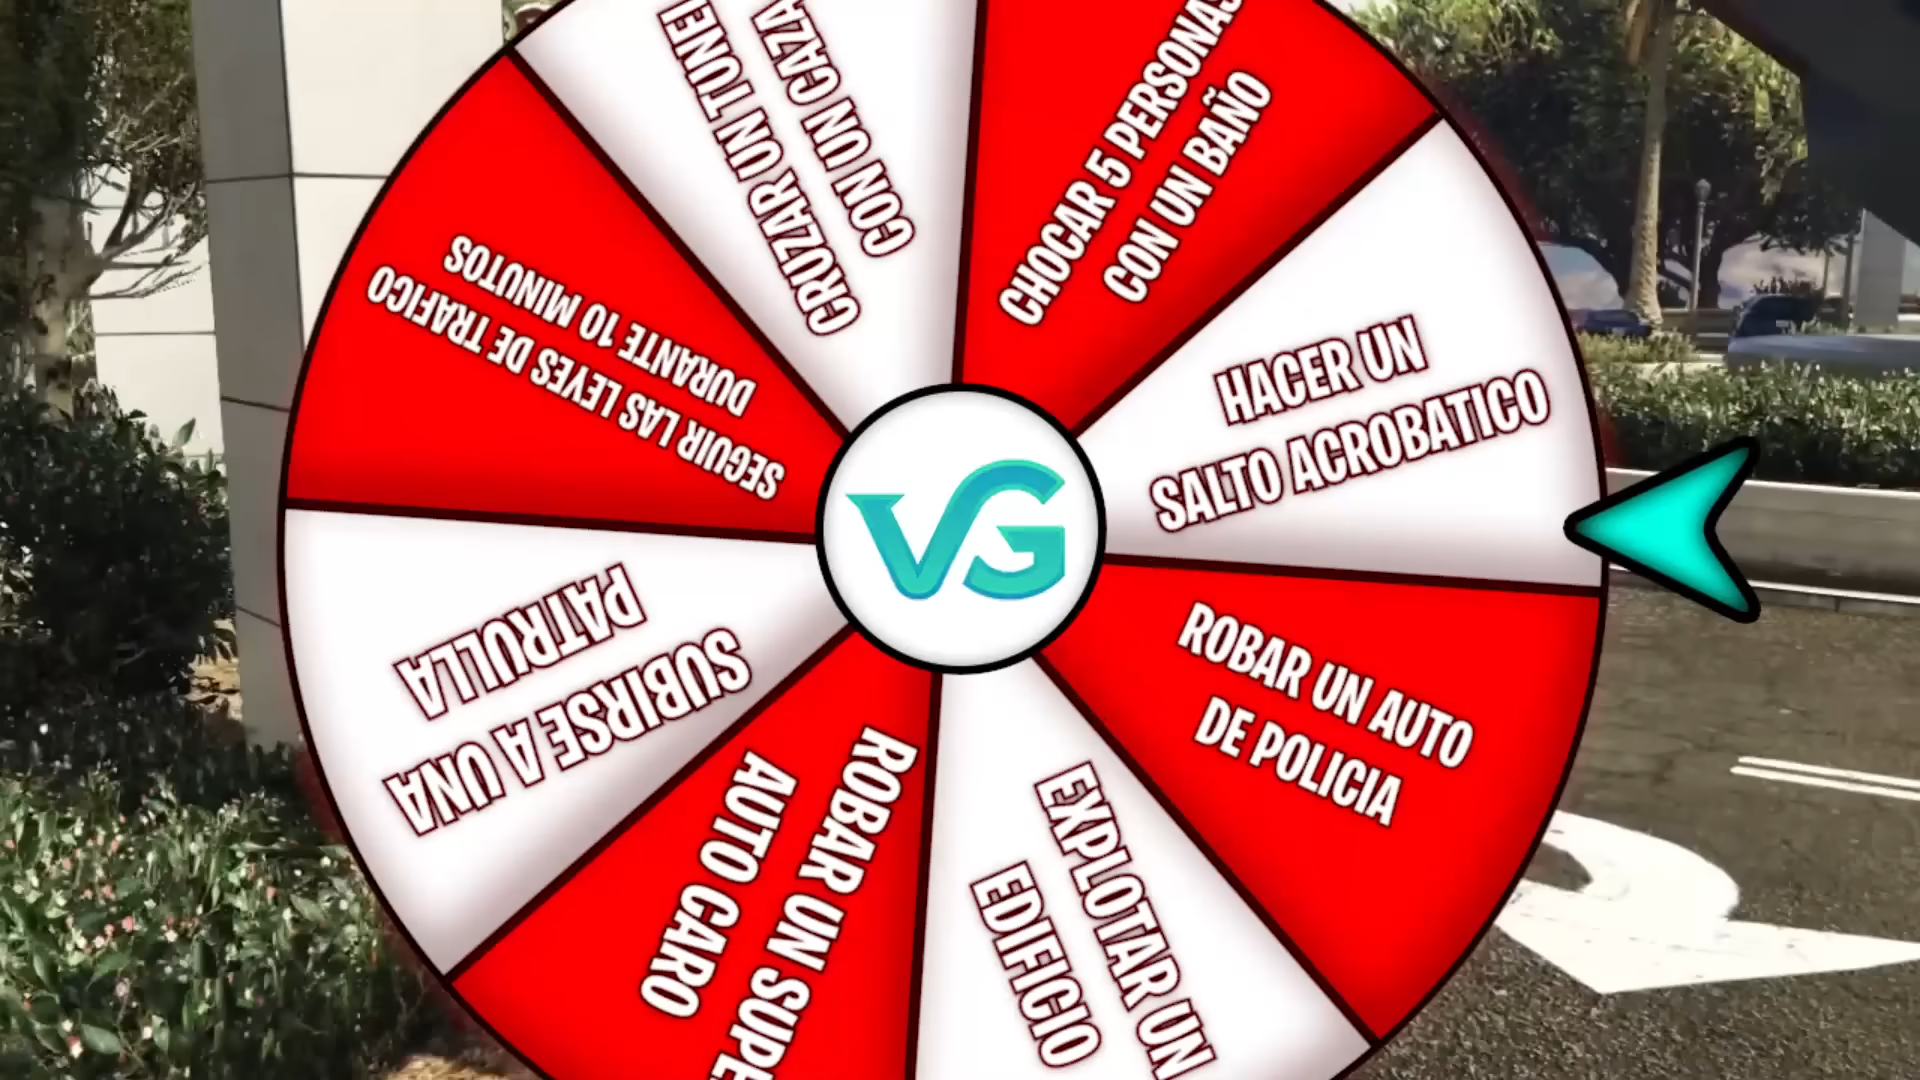 CRUZAR UN TUNEL
CON UN CAZA
CHOCAR 5 PERSONAS
CON UN BAÑO
HACER UN
SALTO ACROBATICO
ROBAR UN AUTO
DE POLICIA
EXPLOTAR UN
EDIFICIO
ROBAR UN SUPE
AUTO CARO
SUBIRSE A UNA
PATRULLA
SEGUIR LAS LEYES DE TRAFICO
DURANTE 10 MINUTOS
VG